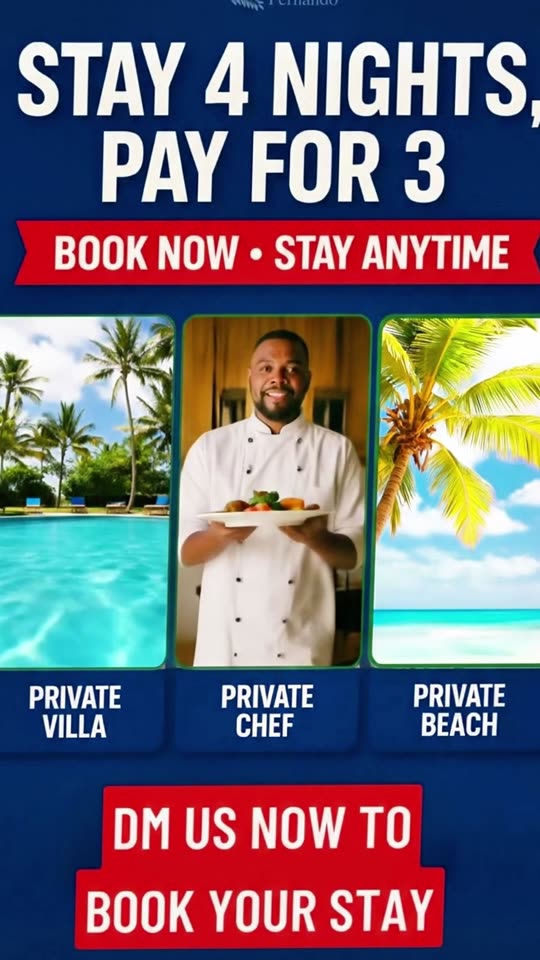 Fernando
STAY 4 NIGHTS,
PAY FOR 3
BOOK NOW • STAY ANYTIME
PRIVATE
VILLA
PRIVATE
CHEF
PRIVATE
BEACH
DM US NOW TO
BOOK YOUR STAY